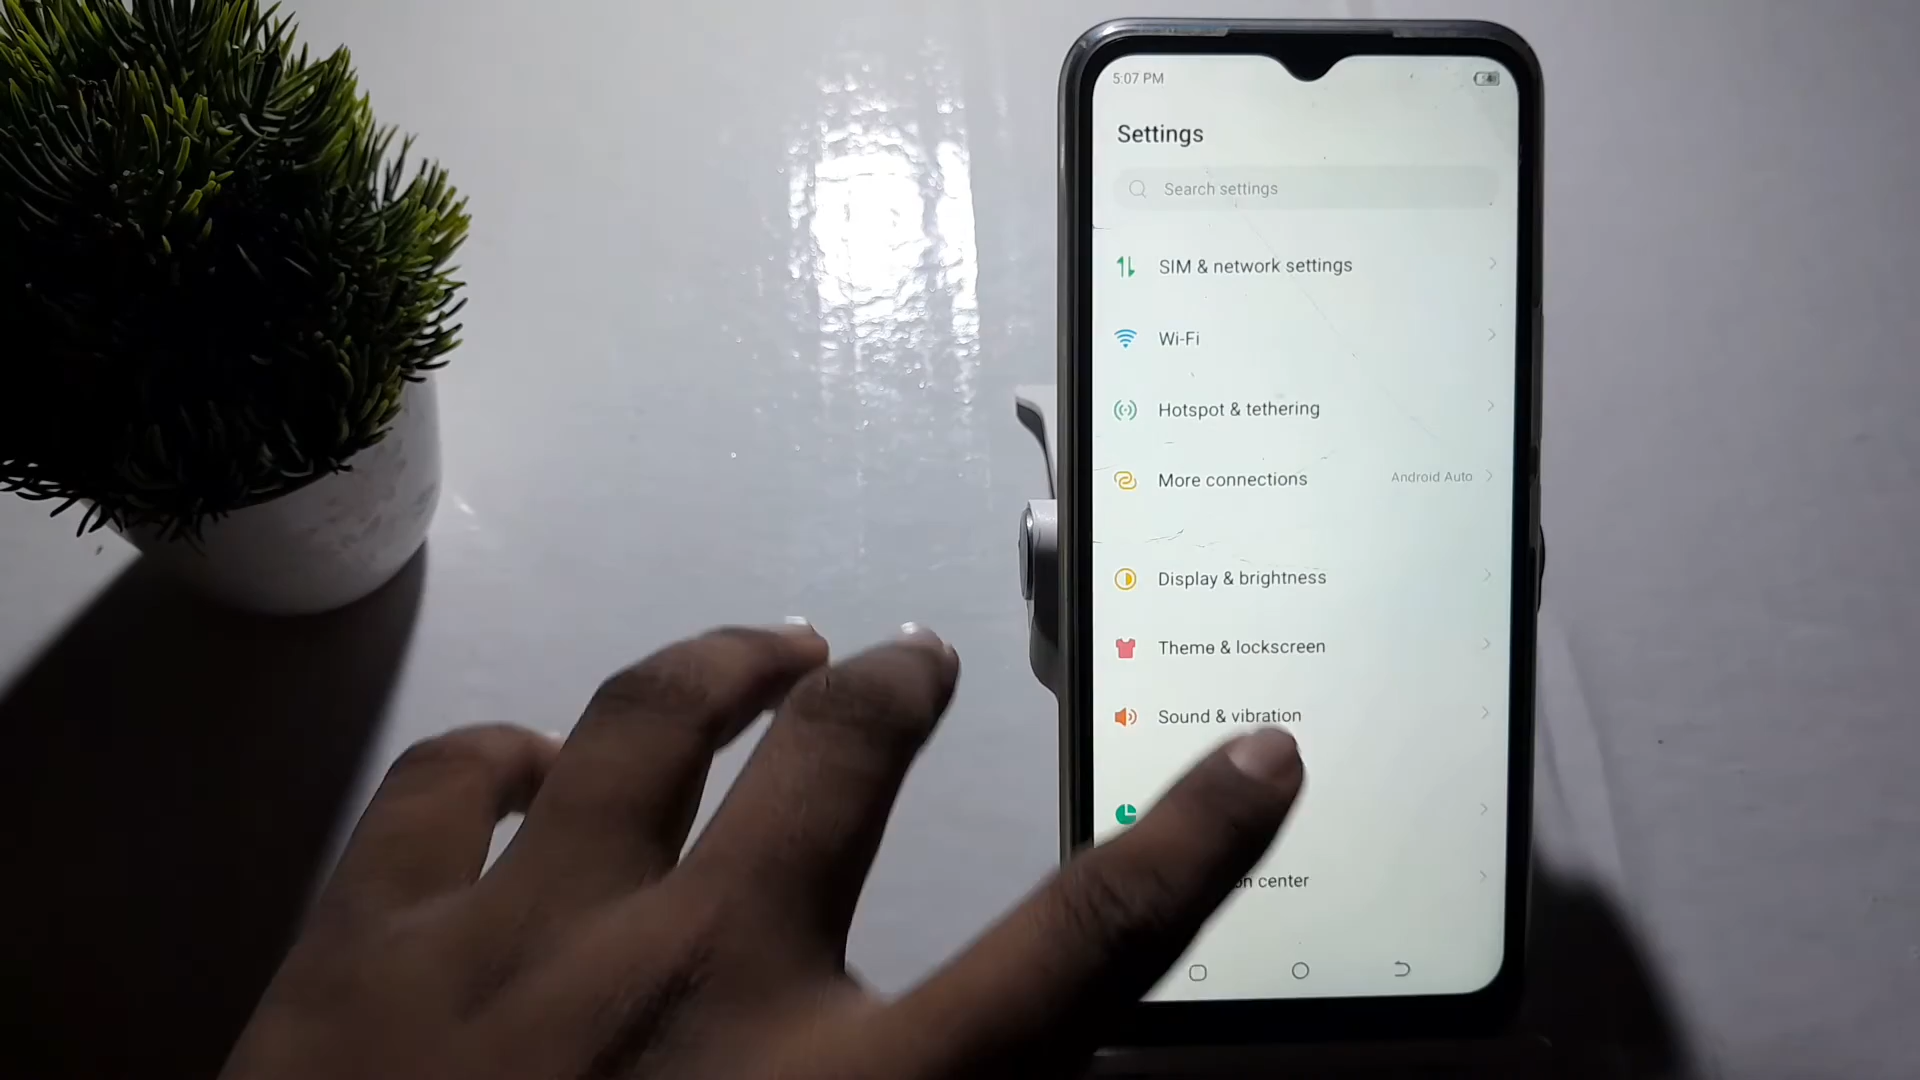 5:07 PM
Settings
Search settings
SIM & network settings
Wi-Fi
Hotspot & tethering
More connections
Android Auto
Display & brightness
Theme & lockscreen
Sound & vibration
center